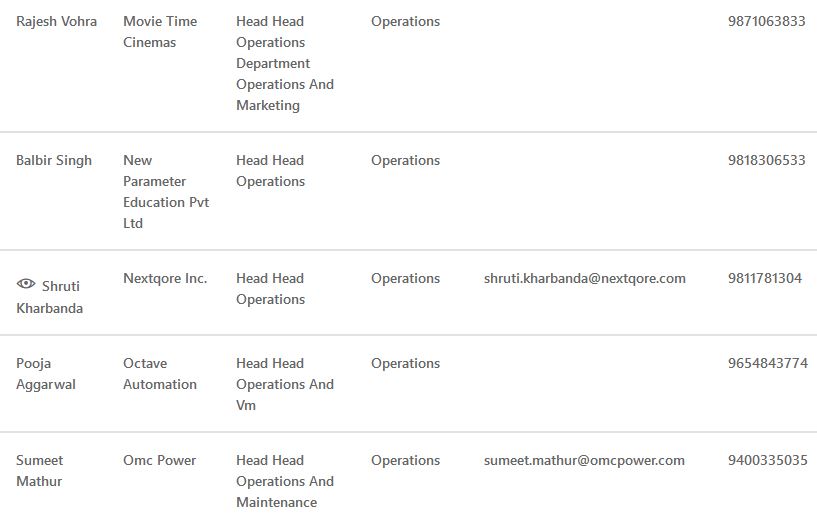 Rajesh Vohra Movie Time Head Head Operations 9871063833
Cinemas Operations
Department
Operations And
Marketing
Balbir Singh New Head Head Operations 9818306533
Parameter Operations
Education Pvt
Ltd
Shruti Nextqore Inc. Head Head Operations shruti.kharbanda@nextqore.com 9811781304
Kharbanda Operations
Pooja Octave Head Head Operations 9654843774
Aggarwal Automation Operations And
Vm
Sumeet Omc Power Head Head Operations sumeet.mathur@omcpower.com 9400335035
Mathur Operations And
Maintenance